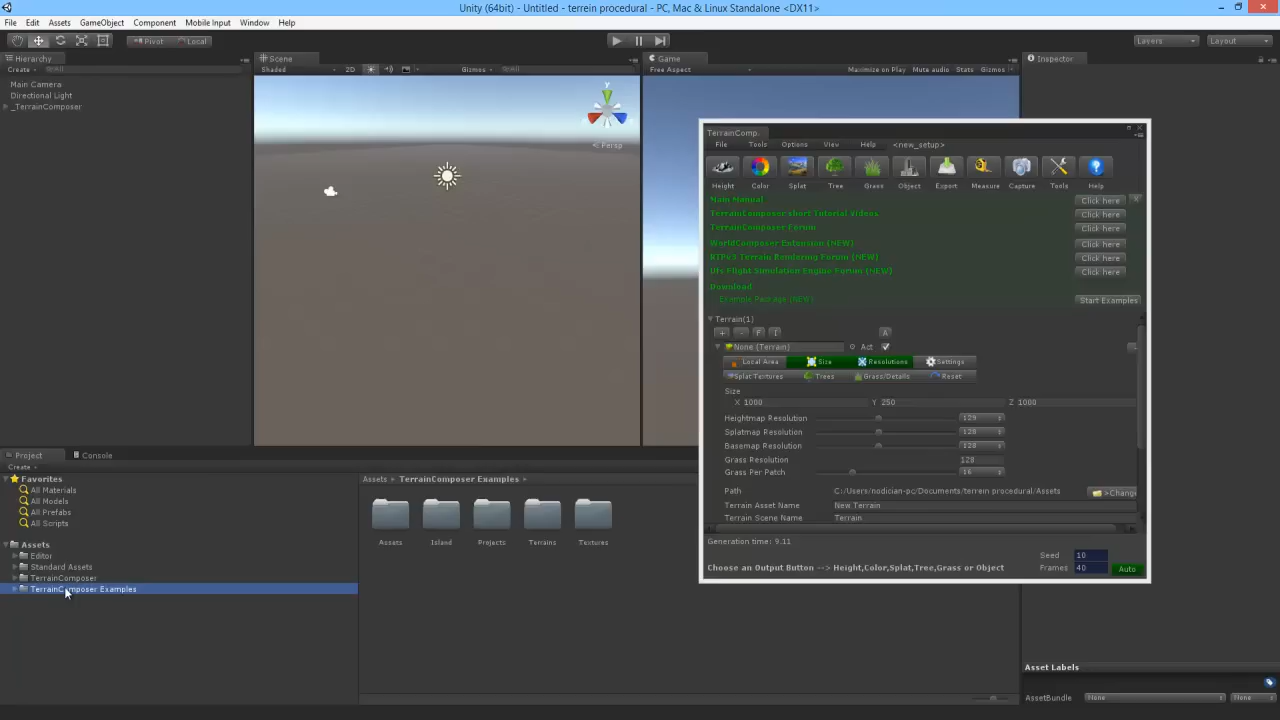 Unity (64bit) - Untitled - terrein procedural - PC, Mac & Linux Standalone <DX11>
File Edit Assets GameObject Component Mobile Input Window Help
Pivot Local Layers Layout
Hierarchy
Create All
Main Camera
Directional Light
_TerrainComposer
Scene
Shaded 2D Gizmos All
y
Persp
Game
Free Aspect Maximize on Play Mute audio Stats Gizmos
Inspector
TerrainComp.
File Tools Options View Help <new_setup>
Height Color Splat Tree Grass Object Export Measure Capture Tools Help
Main Manual Click here
TerrainComposer short Tutorial Videos Click here
TerrainComposer Forum Click here
WorldComposer Extension (NEW) Click here
RTPv3 Terrain Rendering Forum (NEW) Click here
Flight Simulation Engine Forum (NEW) Click here
Download
Example Package (NEW) Start Examples
Terrain(1)
+ - F I A
None (Terrain) Act
Local Area Size Resolutions Settings
Splat Textures Trees Grass/Details Reset
Size
X 1000 Y 250 Z 1000
Heightmap Resolution 129
Splatmap Resolution 128
Basemap Resolution 128
Grass Resolution 128
Grass Per Patch 16
Path C:/Users/nodician-pc/Documents/terrein procedural/Assets >Change
Terrain Asset Name New Terrain
Terrain Scene Name Terrain
Generation time: 9.11
Seed 10
Choose an Output Button --> Height,Color,Splat,Tree,Grass or Object Frames 40 Auto
Project Console
Create
Favorites
All Materials
All Models
All Prefabs
All Scripts
Assets
Editor
Standard Assets
TerrainComposer
TerrainComposer Examples
Assets TerrainComposer Examples
Assets Island Projects Terrains Textures
Asset Labels
AssetBundle None None